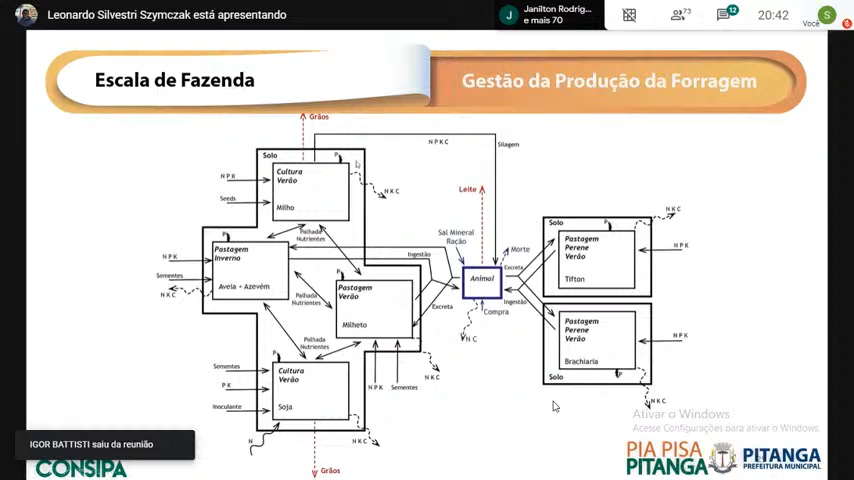 Leonardo Silvestri Szymczak está apresentando
Janilton Rodrig...
e mais 70
J
73
12
20:42
S
Você
Escala de Fazenda
Gestão da Produção da Forragem
Grãos
N P K C
Silagem
Solo
P
Cultura
Verão
Milho
N P K
Seeds
N K C
Leite
Palhada
Nutrientes
Sal Mineral
Ração
Morte
Pastagem
Inverno
Aveia + Azevém
P
N P K
Sementes
N K C
Ingestão
Animal
Excreta
Ingestão
Compra
N C
Excreta
Palhada
Nutrientes
Pastagem
Verão
Milheto
P
N P K
Sementes
N K C
Palhada
Nutrientes
Cultura
Verão
Soja
P
Sementes
P K
Inoculante
N
N K C
Grãos
Solo
P
Pastagem
Perene
Verão
Tifton
N K C
N P K
Pastagem
Perene
Verão
Brachiaria
N P K
Solo
P
N K C
Ativar o Windows
Acesse Configurações para ativar o Windows.
IGOR BATTISTI saiu da reunião
CONSIPA
PIA PISA
PITANGA
PITANGA
PREFEITURA MUNICIPAL